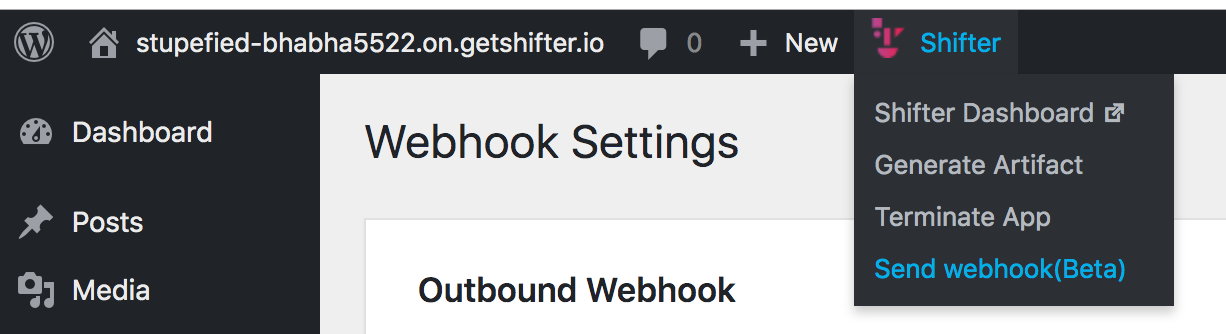 stupefied-bhabha5522.on.getshifter.io 0 New Shifter
Dashboard
Posts
Media
Webhook Settings
Outbound Webhook
Shifter Dashboard
Generate Artifact
Terminate App
Send webhook(Beta)